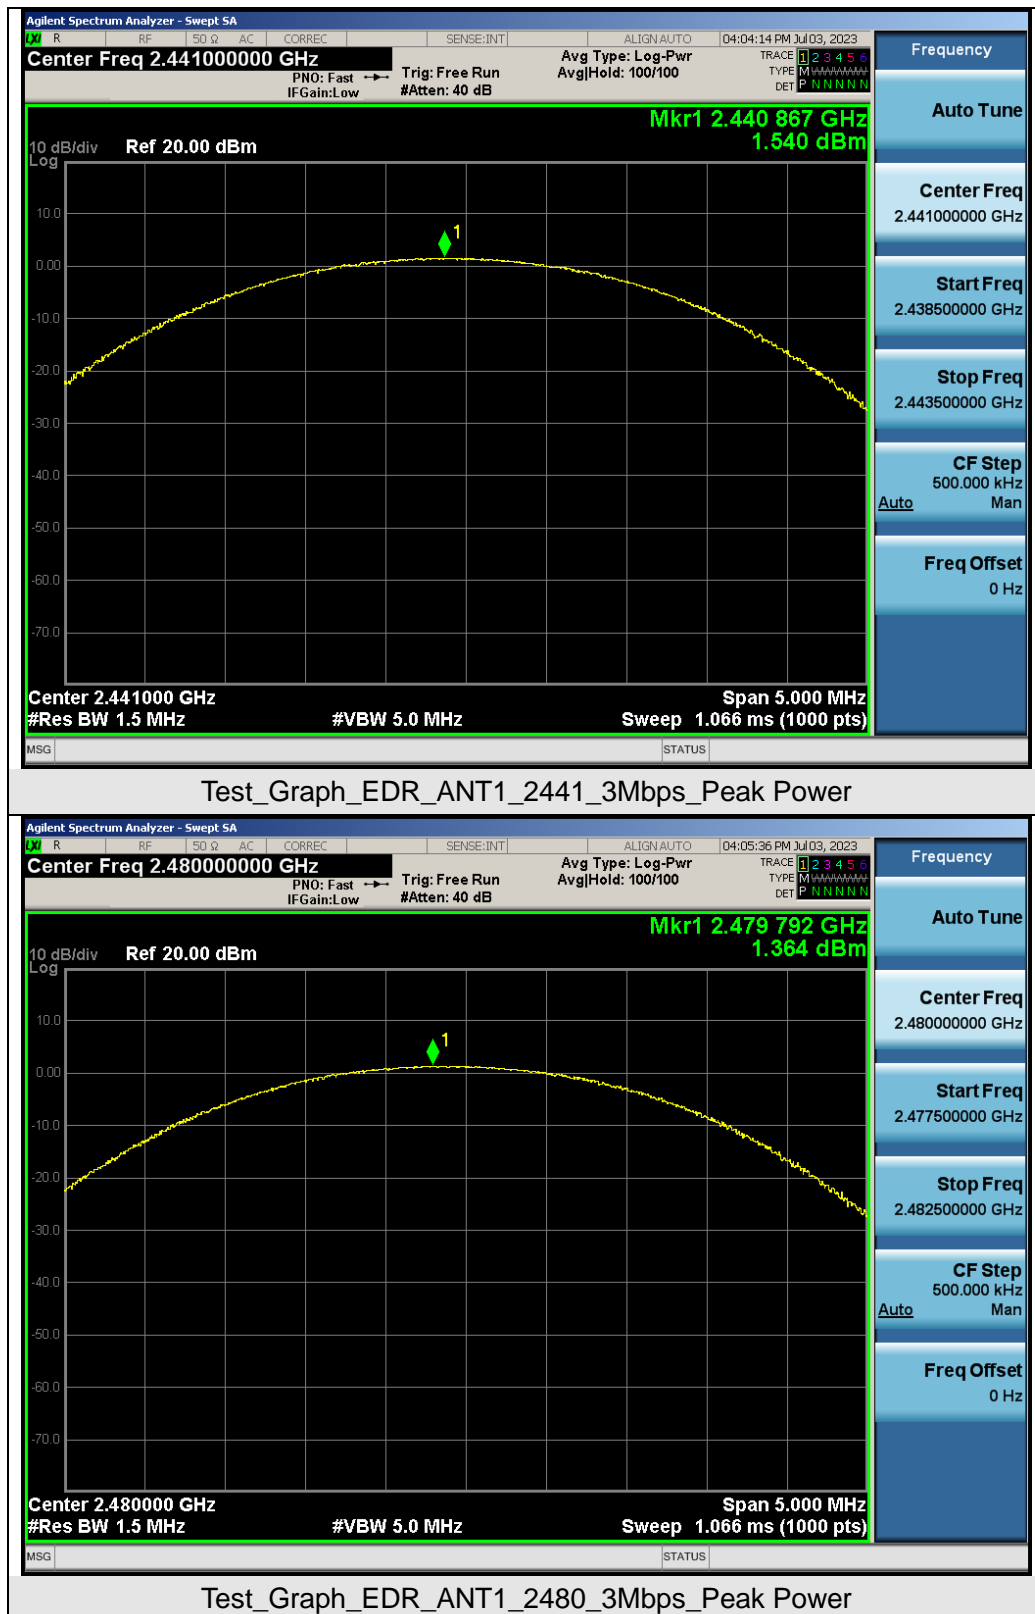 Agilent Spectrum Analyzer - Swept SA
LXI R RF 50 Ω AC CORREC SENSE:INT ALIGN AUTO 04:04:14 PM Jul 03, 2023
Center Freq 2.441000000 GHz
PNO: Fast
IFGain:Low
Trig: Free Run
#Atten: 40 dB
Avg Type: Log-Pwr
Avg|Hold: 100/100
TRACE 1 2 3 4 5 6
TYPE M WWWWW
DET P N N N N N
Frequency
Mkr1 2.440 867 GHz
1.540 dBm
10 dB/div Ref 20.00 dBm
Log
10.0
0.00
-10.0
-20.0
-30.0
-40.0
-50.0
-60.0
-70.0
1
Center 2.441000 GHz Span 5.000 MHz
#Res BW 1.5 MHz #VBW 5.0 MHz Sweep 1.066 ms (1000 pts)
MSG STATUS
Auto Tune
Center Freq
2.441000000 GHz
Start Freq
2.438500000 GHz
Stop Freq
2.443500000 GHz
CF Step
500.000 kHz
Auto Man
Freq Offset
0 Hz
Test_Graph_EDR_ANT1_2441_3Mbps_Peak Power
Agilent Spectrum Analyzer - Swept SA
LXI R RF 50 Ω AC CORREC SENSE:INT ALIGN AUTO 04:05:36 PM Jul 03, 2023
Center Freq 2.480000000 GHz
PNO: Fast
IFGain:Low
Trig: Free Run
#Atten: 40 dB
Avg Type: Log-Pwr
Avg|Hold: 100/100
TRACE 1 2 3 4 5 6
TYPE M WWWWW
DET P N N N N N
Frequency
Mkr1 2.479 792 GHz
1.364 dBm
10 dB/div Ref 20.00 dBm
Log
10.0
0.00
-10.0
-20.0
-30.0
-40.0
-50.0
-60.0
-70.0
1
Center 2.480000 GHz Span 5.000 MHz
#Res BW 1.5 MHz #VBW 5.0 MHz Sweep 1.066 ms (1000 pts)
MSG STATUS
Auto Tune
Center Freq
2.480000000 GHz
Start Freq
2.477500000 GHz
Stop Freq
2.482500000 GHz
CF Step
500.000 kHz
Auto Man
Freq Offset
0 Hz
Test_Graph_EDR_ANT1_2480_3Mbps_Peak Power